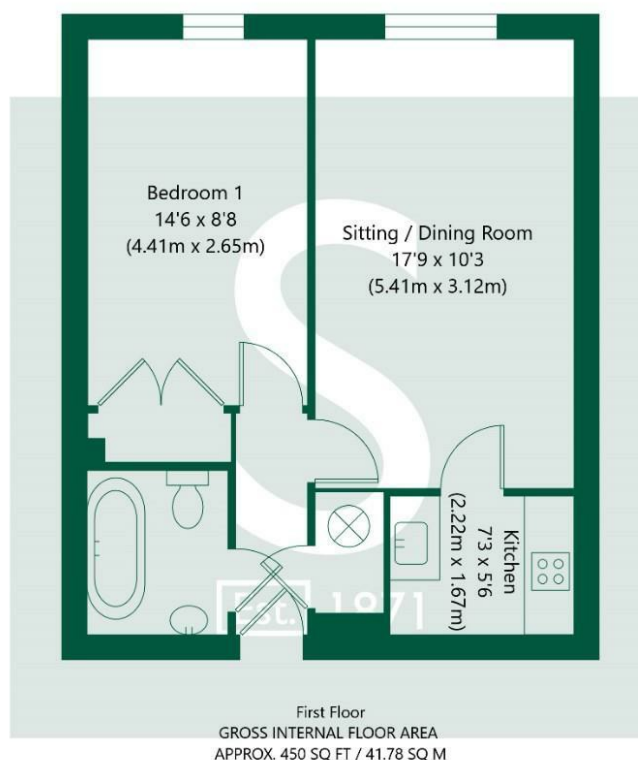 Bedroom 1
14'6 x 8'8
(4.41m x 2.65m)
Sitting / Dining Room
17'9 x 10'3
(5.41m x 3.12m)
Kitchen
7'3 x 5'6
(2.22m x 1.67m)
S
Est. 1871
First Floor
GROSS INTERNAL FLOOR AREA
APPROX. 450 SQ FT / 41.78 SQ M